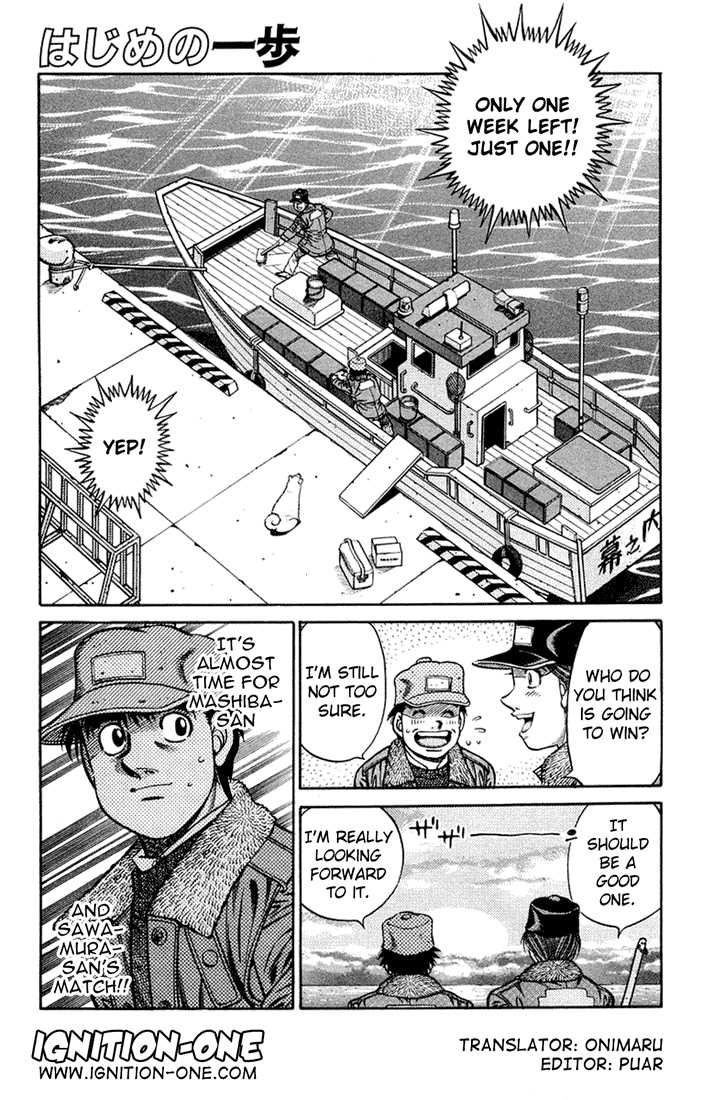 はじめの一歩
ONLY ONE
WEEK LEFT!
JUST ONE!!
YEP!
幕之内
WHO DO
YOU THINK
IS GOING
TO WIN?
I'M STILL
NOT TOO
SURE.
IT'S
ALMOST
TIME FOR
MASHIBA-
SAN
AND
SAWA-
MURA-
SAN'S
MATCH!!
IT
SHOULD
BE A
GOOD
ONE.
ザザ
I'M REALLY
LOOKING
FORWARD
TO IT.
IGNITION-ONE
WWW.IGNITION-ONE.COM
TRANSLATOR: ONIMARU
EDITOR: PUAR